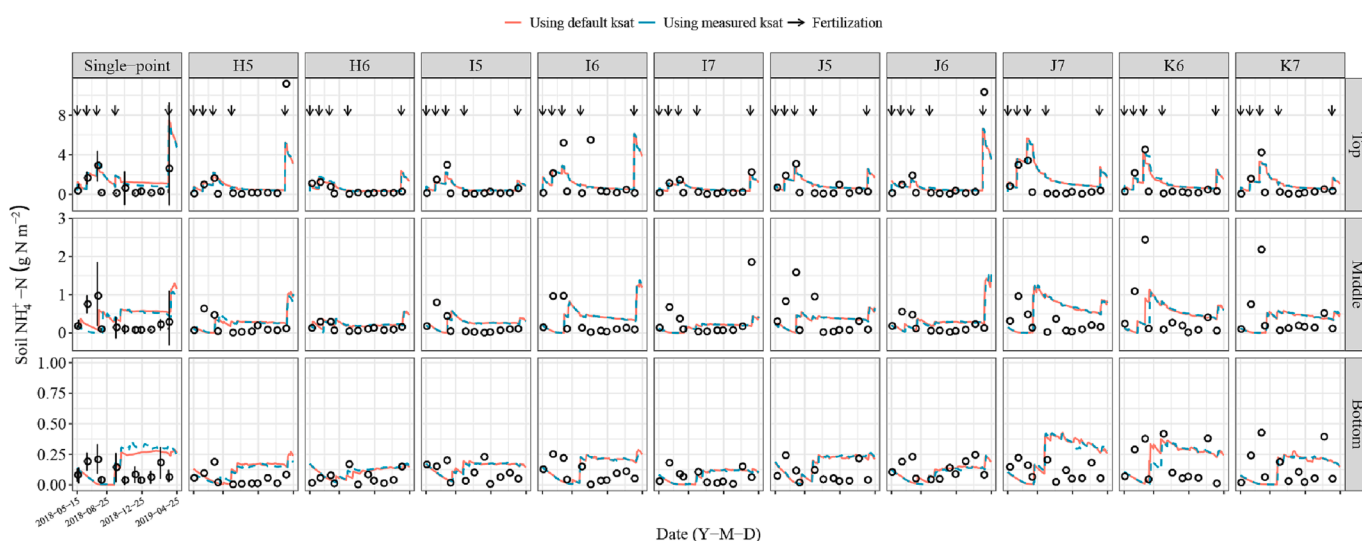 Using default ksat Using measured ksat Fertilization
Single−point H5 H6 I5 I6 I7 J5 J6 J7 K6 K7
Soil NH₄⁺−N (g N m⁻²)
8
4
0
Top
3
2
1
0
Middle
1.00
0.75
0.50
0.25
0.00
Bottom
2018−05−15
2018−08−25
2018−12−25
2019−04−25
Date (Y−M−D)